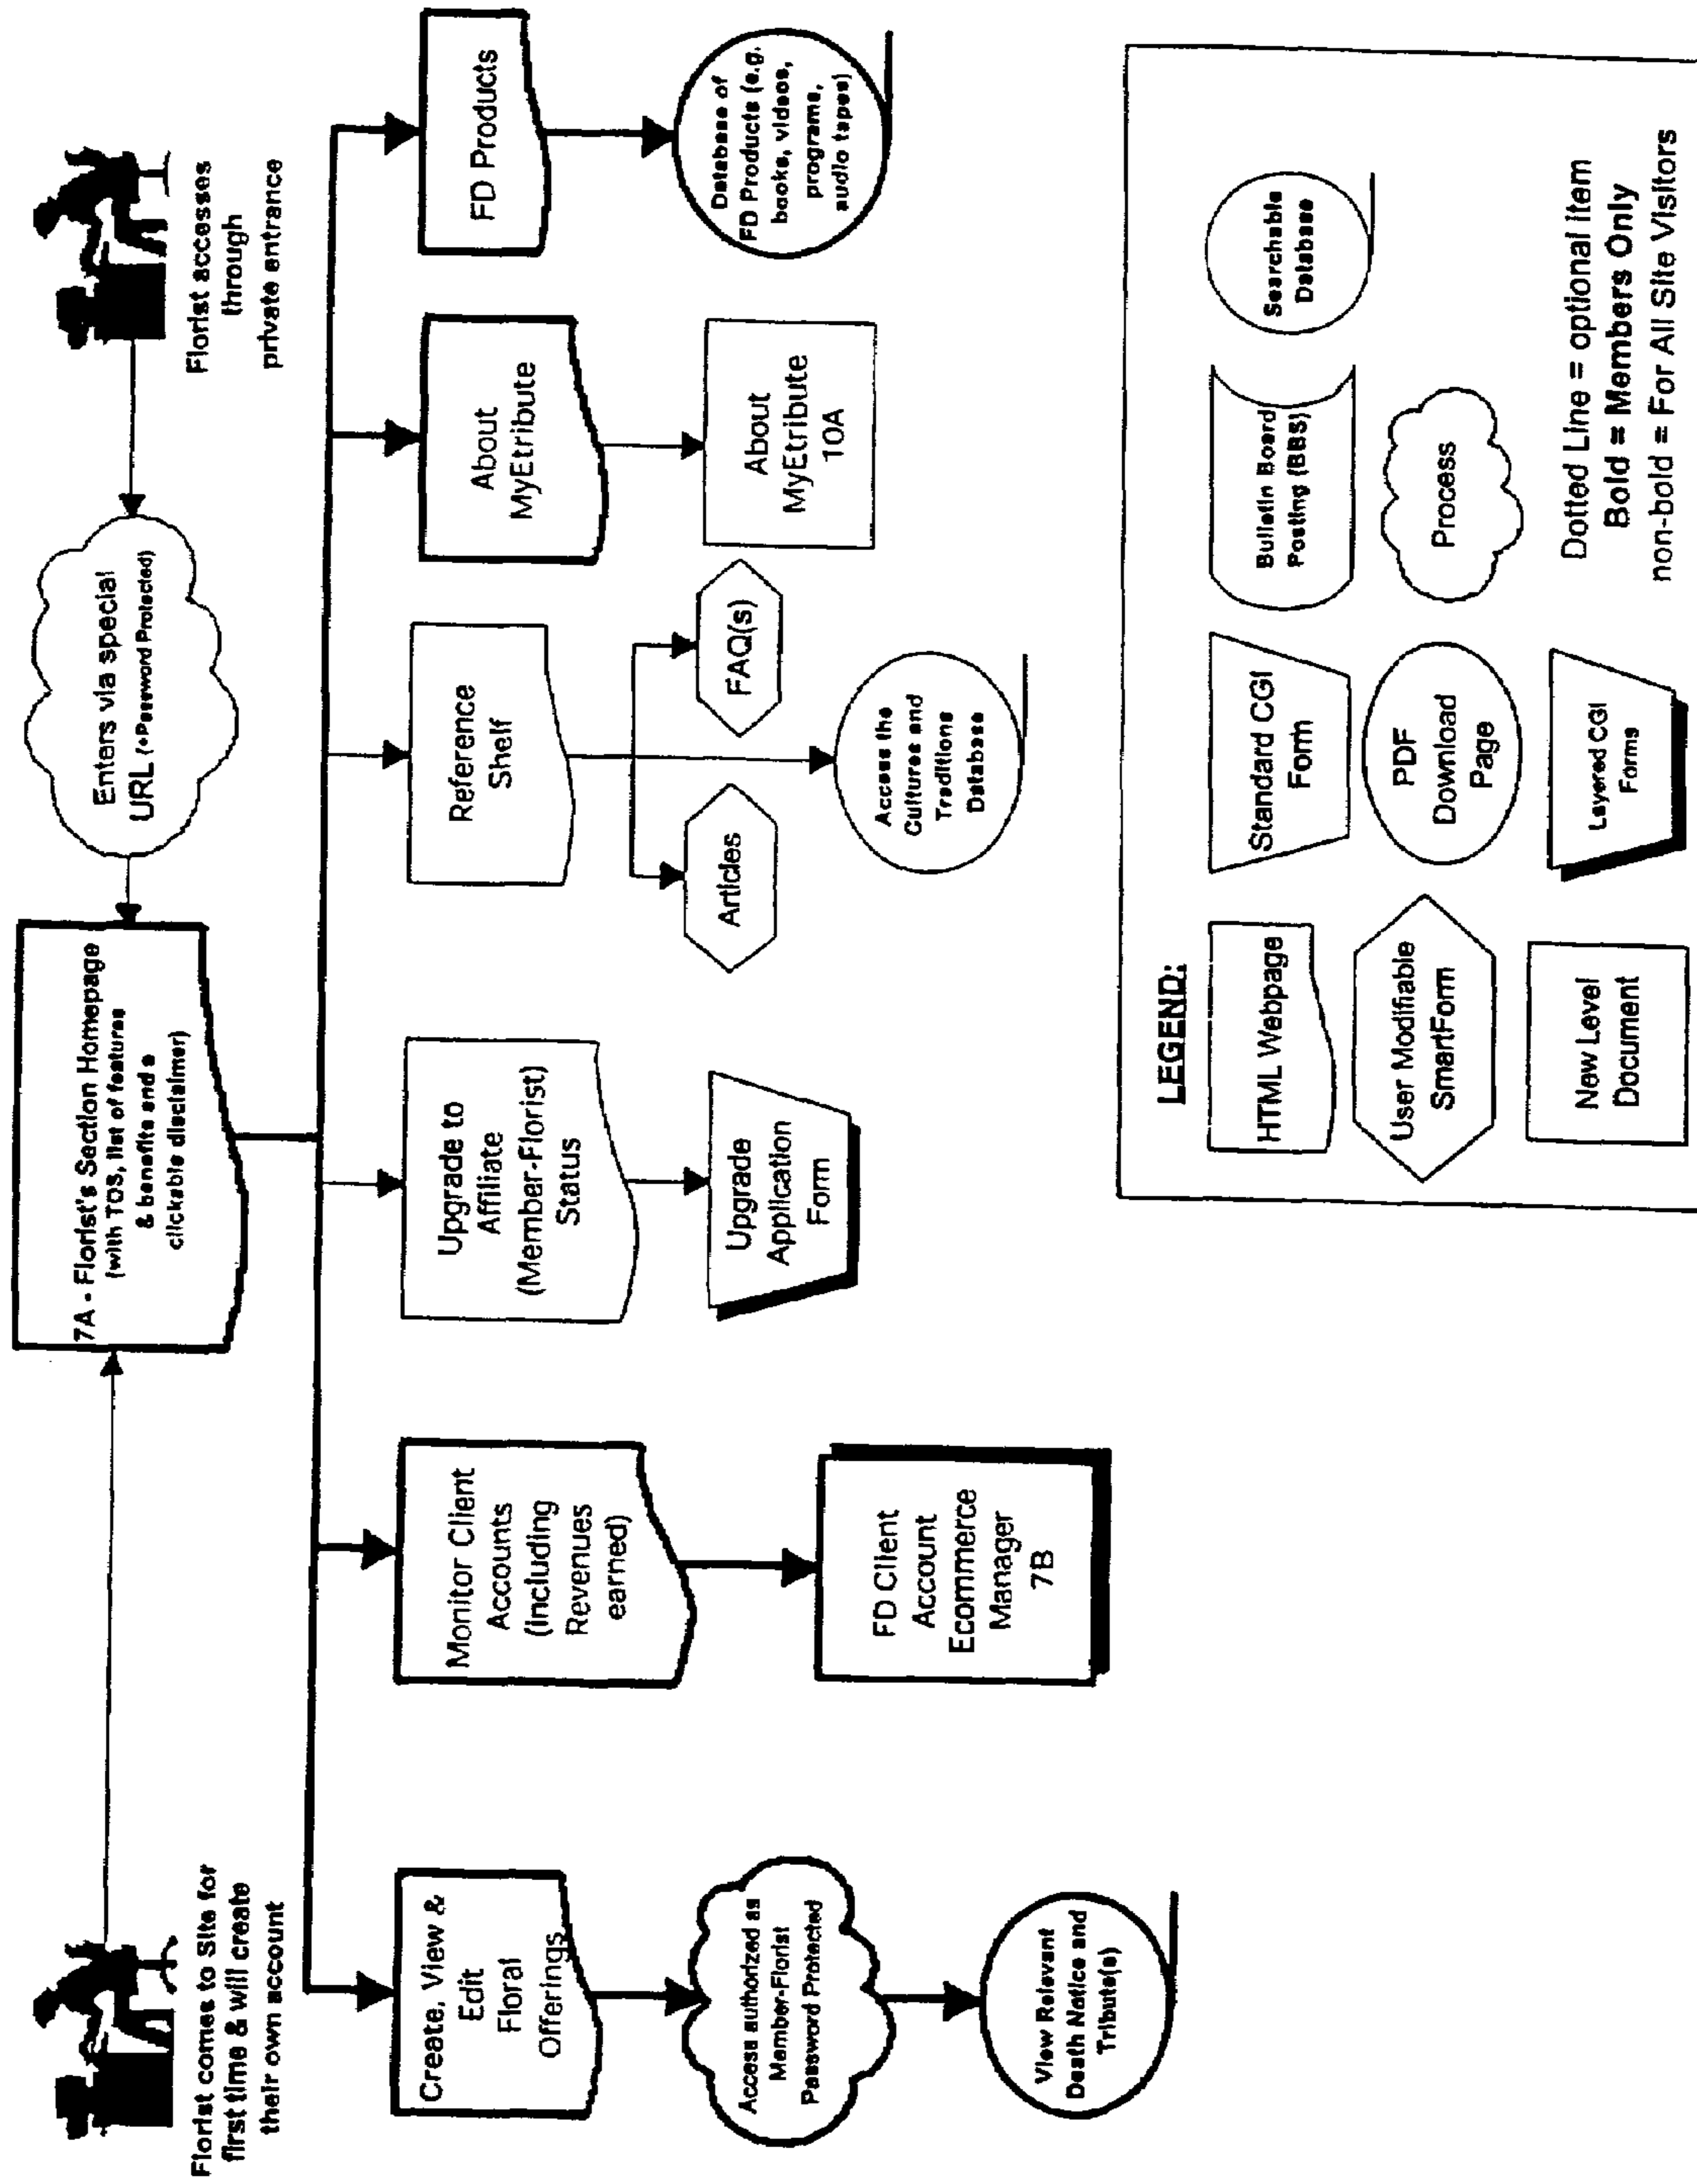 Florist comes to Site for
first time & will create
their own account
7A - Florist's Section Homepage
(with TOS, list of features
& benefits and a
clickable disclaimer)
Enters via special
URL (+Password Protected)
Florist accesses
through
private entrance
Create, View &
Edit
Floral
Offerings
Access authorized as
Member-Florist
Password Protected
View Relevant
Death Notice and
Tribute(s)
Monitor Client
Accounts
(including
Revenues
earned)
FD Client
Account
Ecommerce
Manager
7B
Upgrade to
Affiliate
(Member-Florist)
Status
Upgrade
Application
Form
Reference
Shelf
Articles
FAQ(s)
Access the
Cultures and
Traditions
Database
About
MyEtribute
About
MyEtribute
10A
FD Products
Database of
FD Products (e.g.
books, videos,
programs,
audio tapes)
LEGEND:
HTML Webpage
Standard CGI
Form
Bulletin Board
Posting (BBS)
Searchable
Database
User Modifiable
SmartForm
PDF
Download
Page
Process
New Level
Document
Layered CGI
Forms
Dotted Line = optional item
Bold = Members Only
non-bold = For All Site Visitors